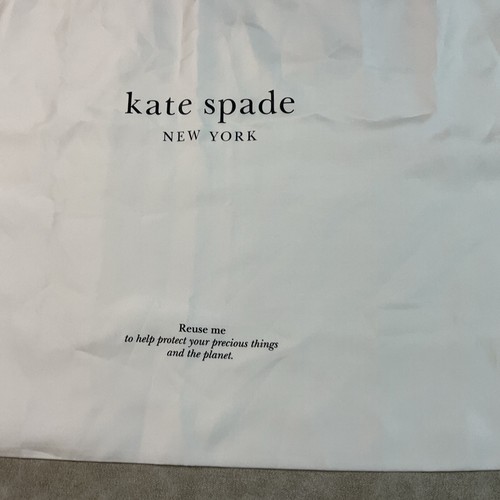 kate spade
NEW YORK
Reuse me
to help protect your precious things
and the planet.